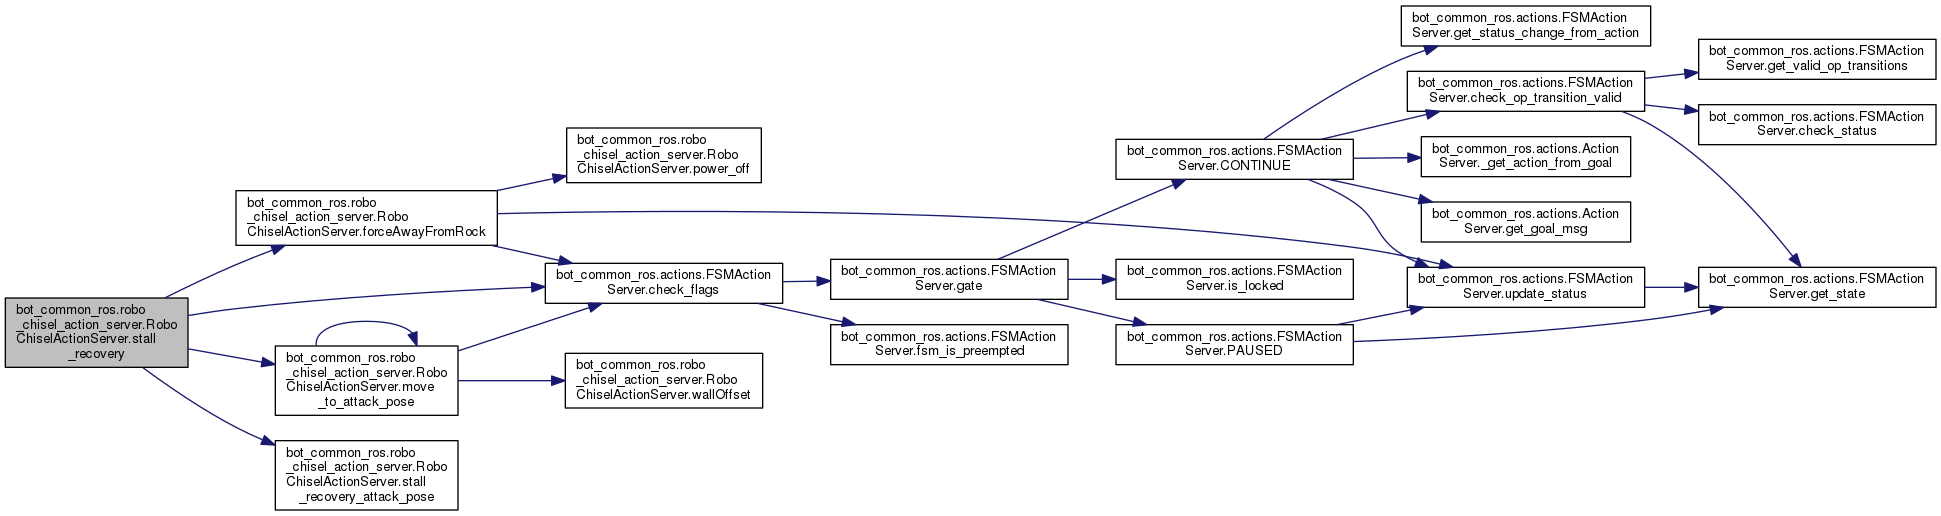 bot_common_ros.robo
_chisel_action_server.Robo
ChiselActionServer.stall
_recovery
bot_common_ros.robo
_chisel_action_server.Robo
ChiselActionServer.forceAwayFromRock
bot_common_ros.robo
_chisel_action_server.Robo
ChiselActionServer.move
_to_attack_pose
bot_common_ros.robo
_chisel_action_server.Robo
ChiselActionServer.stall
_recovery_attack_pose
bot_common_ros.robo
_chisel_action_server.Robo
ChiselActionServer.power_off
bot_common_ros.actions.FSMAction
Server.check_flags
bot_common_ros.robo
_chisel_action_server.Robo
ChiselActionServer.wallOffset
bot_common_ros.actions.FSMAction
Server.gate
bot_common_ros.actions.FSMAction
Server.fsm_is_preempted
bot_common_ros.actions.FSMAction
Server.CONTINUE
bot_common_ros.actions.FSMAction
Server.is_locked
bot_common_ros.actions.FSMAction
Server.PAUSED
bot_common_ros.actions.FSMAction
Server.get_status_change_from_action
bot_common_ros.actions.FSMAction
Server.check_op_transition_valid
bot_common_ros.actions.Action
Server._get_action_from_goal
bot_common_ros.actions.Action
Server.get_goal_msg
bot_common_ros.actions.FSMAction
Server.update_status
bot_common_ros.actions.FSMAction
Server.get_valid_op_transitions
bot_common_ros.actions.FSMAction
Server.check_status
bot_common_ros.actions.FSMAction
Server.get_state